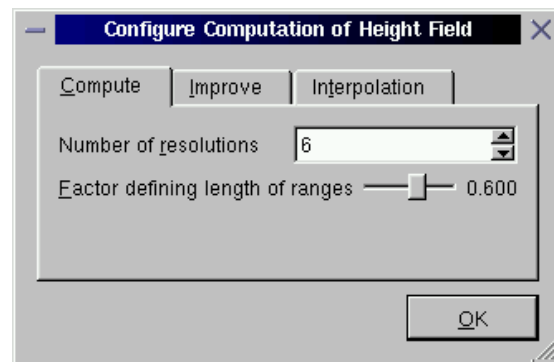 Configure Computation of Height Field
Compute Improve Interpolation
Number of resolutions 6
Factor defining length of ranges 0.600
OK